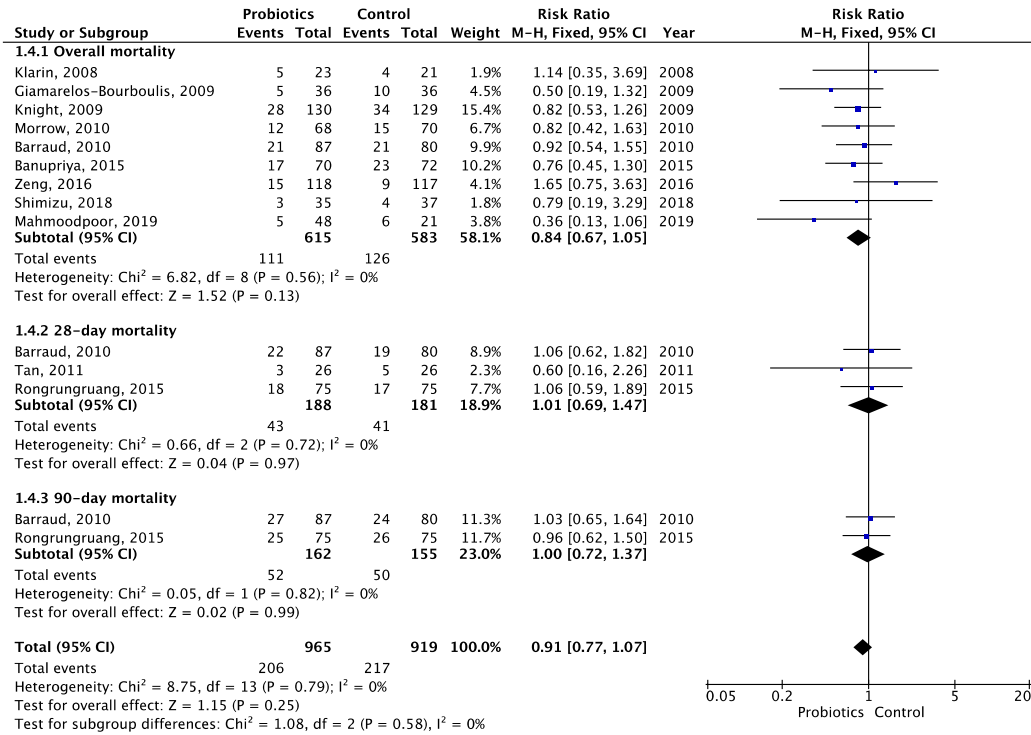 Probiotics Control Risk Ratio Risk Ratio
Study or Subgroup Events Total Events Total Weight M-H, Fixed, 95% CI Year M-H, Fixed, 95% CI
1.4.1 Overall mortality
Klarin, 2008 5 23 4 21 1.9% 1.14 [0.35, 3.69] 2008
Giamarelos-Bourboulis, 2009 5 36 10 36 4.5% 0.50 [0.19, 1.32] 2009
Knight, 2009 28 130 34 129 15.4% 0.82 [0.53, 1.26] 2009
Morrow, 2010 12 68 15 70 6.7% 0.82 [0.42, 1.63] 2010
Barraud, 2010 21 87 21 80 9.9% 0.92 [0.54, 1.55] 2010
Banupriya, 2015 17 70 23 72 10.2% 0.76 [0.45, 1.30] 2015
Zeng, 2016 15 118 9 117 4.1% 1.65 [0.75, 3.63] 2016
Shimizu, 2018 3 35 4 37 1.8% 0.79 [0.19, 3.29] 2018
Mahmoodpoor, 2019 5 48 6 21 3.8% 0.36 [0.13, 1.06] 2019
Subtotal (95% CI) 615 583 58.1% 0.84 [0.67, 1.05]
Total events 111 126
Heterogeneity: Chi² = 6.82, df = 8 (P = 0.56); I² = 0%
Test for overall effect: Z = 1.52 (P = 0.13)
1.4.2 28-day mortality
Barraud, 2010 22 87 19 80 8.9% 1.06 [0.62, 1.82] 2010
Tan, 2011 3 26 5 26 2.3% 0.60 [0.16, 2.26] 2011
Rongrungruang, 2015 18 75 17 75 7.7% 1.06 [0.59, 1.89] 2015
Subtotal (95% CI) 188 181 18.9% 1.01 [0.69, 1.47]
Total events 43 41
Heterogeneity: Chi² = 0.66, df = 2 (P = 0.72); I² = 0%
Test for overall effect: Z = 0.04 (P = 0.97)
1.4.3 90-day mortality
Barraud, 2010 27 87 24 80 11.3% 1.03 [0.65, 1.64] 2010
Rongrungruang, 2015 25 75 26 75 11.7% 0.96 [0.62, 1.50] 2015
Subtotal (95% CI) 162 155 23.0% 1.00 [0.72, 1.37]
Total events 52 50
Heterogeneity: Chi² = 0.05, df = 1 (P = 0.82); I² = 0%
Test for overall effect: Z = 0.02 (P = 0.99)
Total (95% CI) 965 919 100.0% 0.91 [0.77, 1.07]
Total events 206 217
Heterogeneity: Chi² = 8.75, df = 13 (P = 0.79); I² = 0%
Test for overall effect: Z = 1.15 (P = 0.25)
Test for subgroup differences: Chi² = 1.08, df = 2 (P = 0.58), I² = 0%
0.05 0.2 1 5 20
Probiotics Control